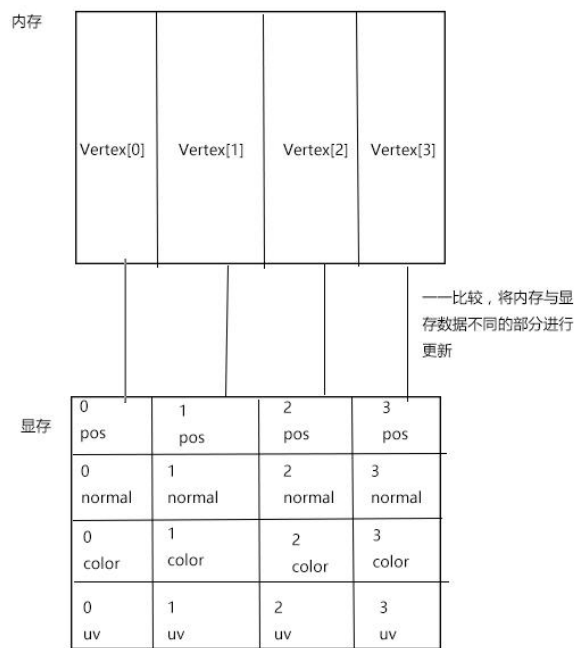 内存
Vertex[0] Vertex[1] Vertex[2] Vertex[3]
一一比较，将内存与显
存数据不同的部分进行
更新
显存
0 1 2 3
pos pos pos pos
0 1 2 3
normal normal normal normal
0 1 2 3
color color color color
0 1 2 3
uv uv uv uv